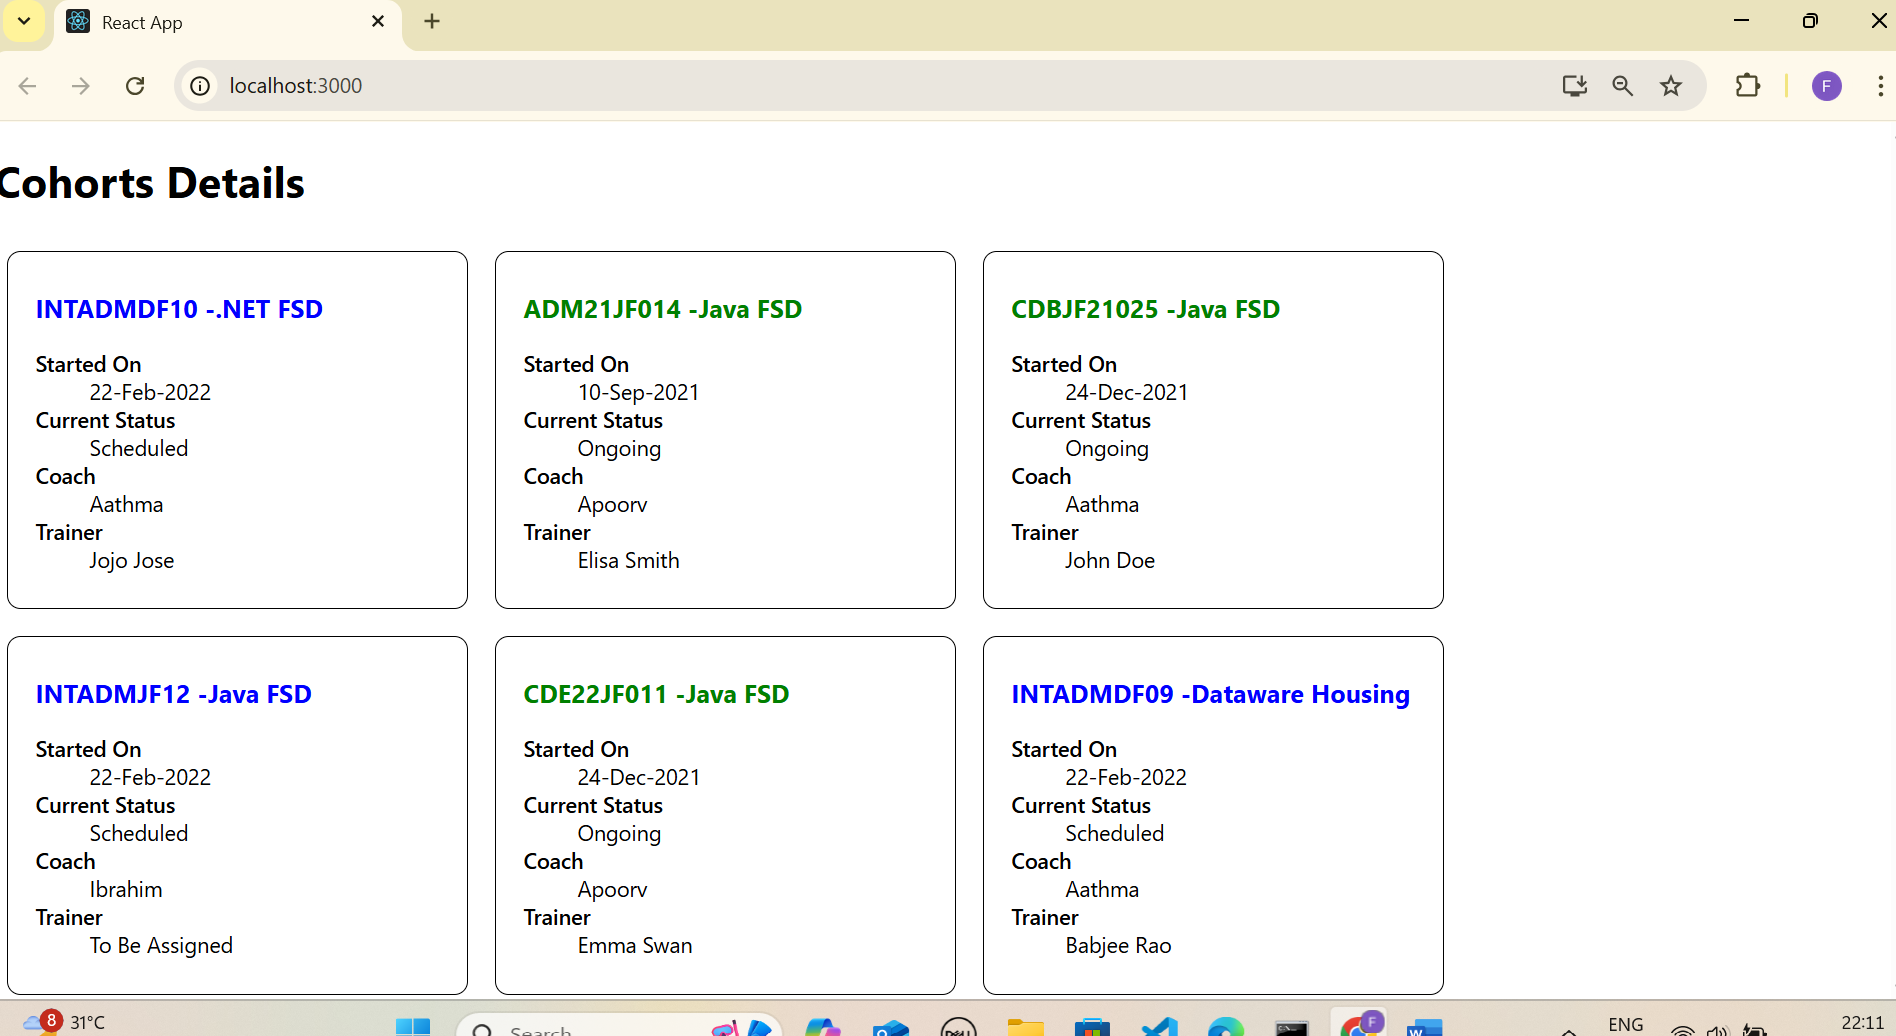 React App
localhost:3000
F
Cohorts Details
INTADMDF10 -.NET FSD
Started On
22-Feb-2022
Current Status
Scheduled
Coach
Aathma
Trainer
Jojo Jose
ADM21JF014 -Java FSD
Started On
10-Sep-2021
Current Status
Ongoing
Coach
Apoorv
Trainer
Elisa Smith
CDBJF21025 -Java FSD
Started On
24-Dec-2021
Current Status
Ongoing
Coach
Aathma
Trainer
John Doe
INTADMJF12 -Java FSD
Started On
22-Feb-2022
Current Status
Scheduled
Coach
Ibrahim
Trainer
To Be Assigned
CDE22JF011 -Java FSD
Started On
24-Dec-2021
Current Status
Ongoing
Coach
Apoorv
Trainer
Emma Swan
INTADMDF09 -Dataware Housing
Started On
22-Feb-2022
Current Status
Scheduled
Coach
Aathma
Trainer
Babjee Rao
8
31°C
Search
DELL
F
W
ENG
22:11